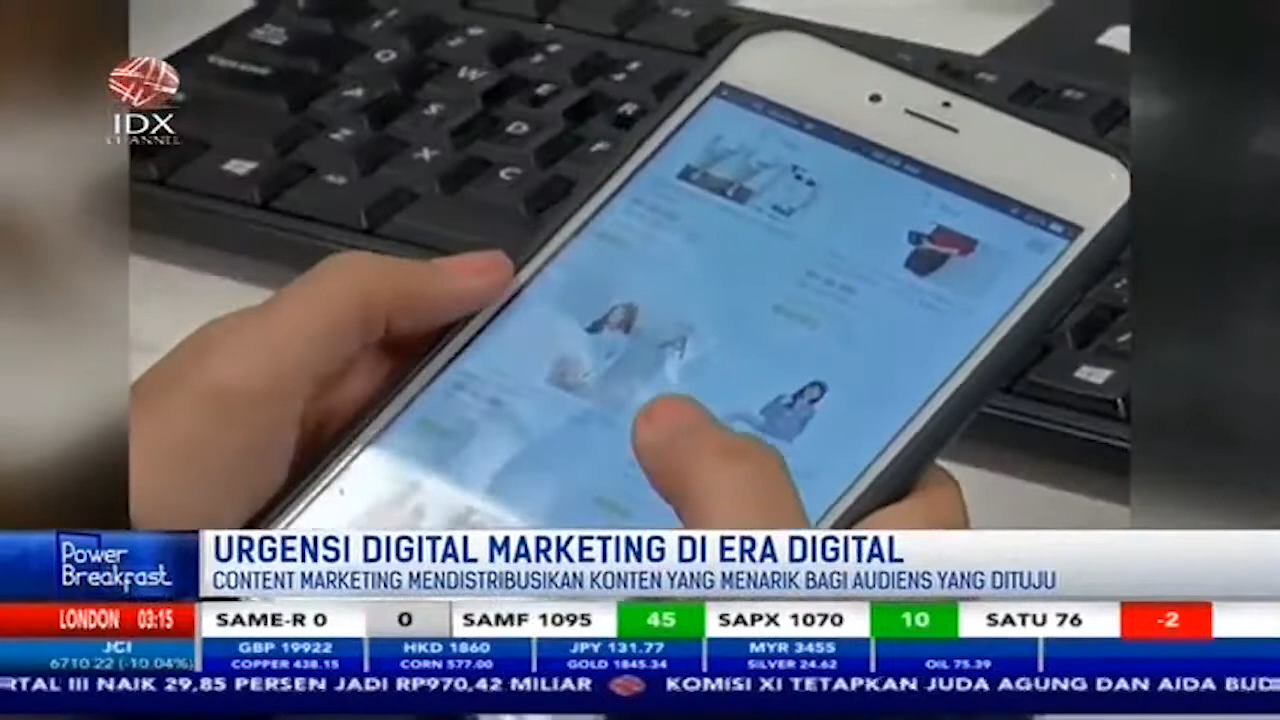 IDX
CHANNEL
Q
W
E
R
A
S
D
F
Z
X
C
Power
Breakfast
URGENSI DIGITAL MARKETING DI ERA DIGITAL
CONTENT MARKETING MENDISTRIBUSIKAN KONTEN YANG MENARIK BAGI AUDIENS YANG DITUJU
LONDON 03:15 SAME-R 0 0 SAMF 1095 45 SAPX 1070 10 SATU 76 -2
JCI GBP 19922 HKD 1860 JPY 131.77 MYR 3455
6710.22 (-10.04%) COPPER 438.15 CORN 577.00 GOLD 1845.34 SILVER 24.62 OIL 75.39
RTAL III NAIK 29,85 PERSEN JADI RP970,42 MILIAR KOMISI XI TETAPKAN JUDA AGUNG DAN AIDA BUD